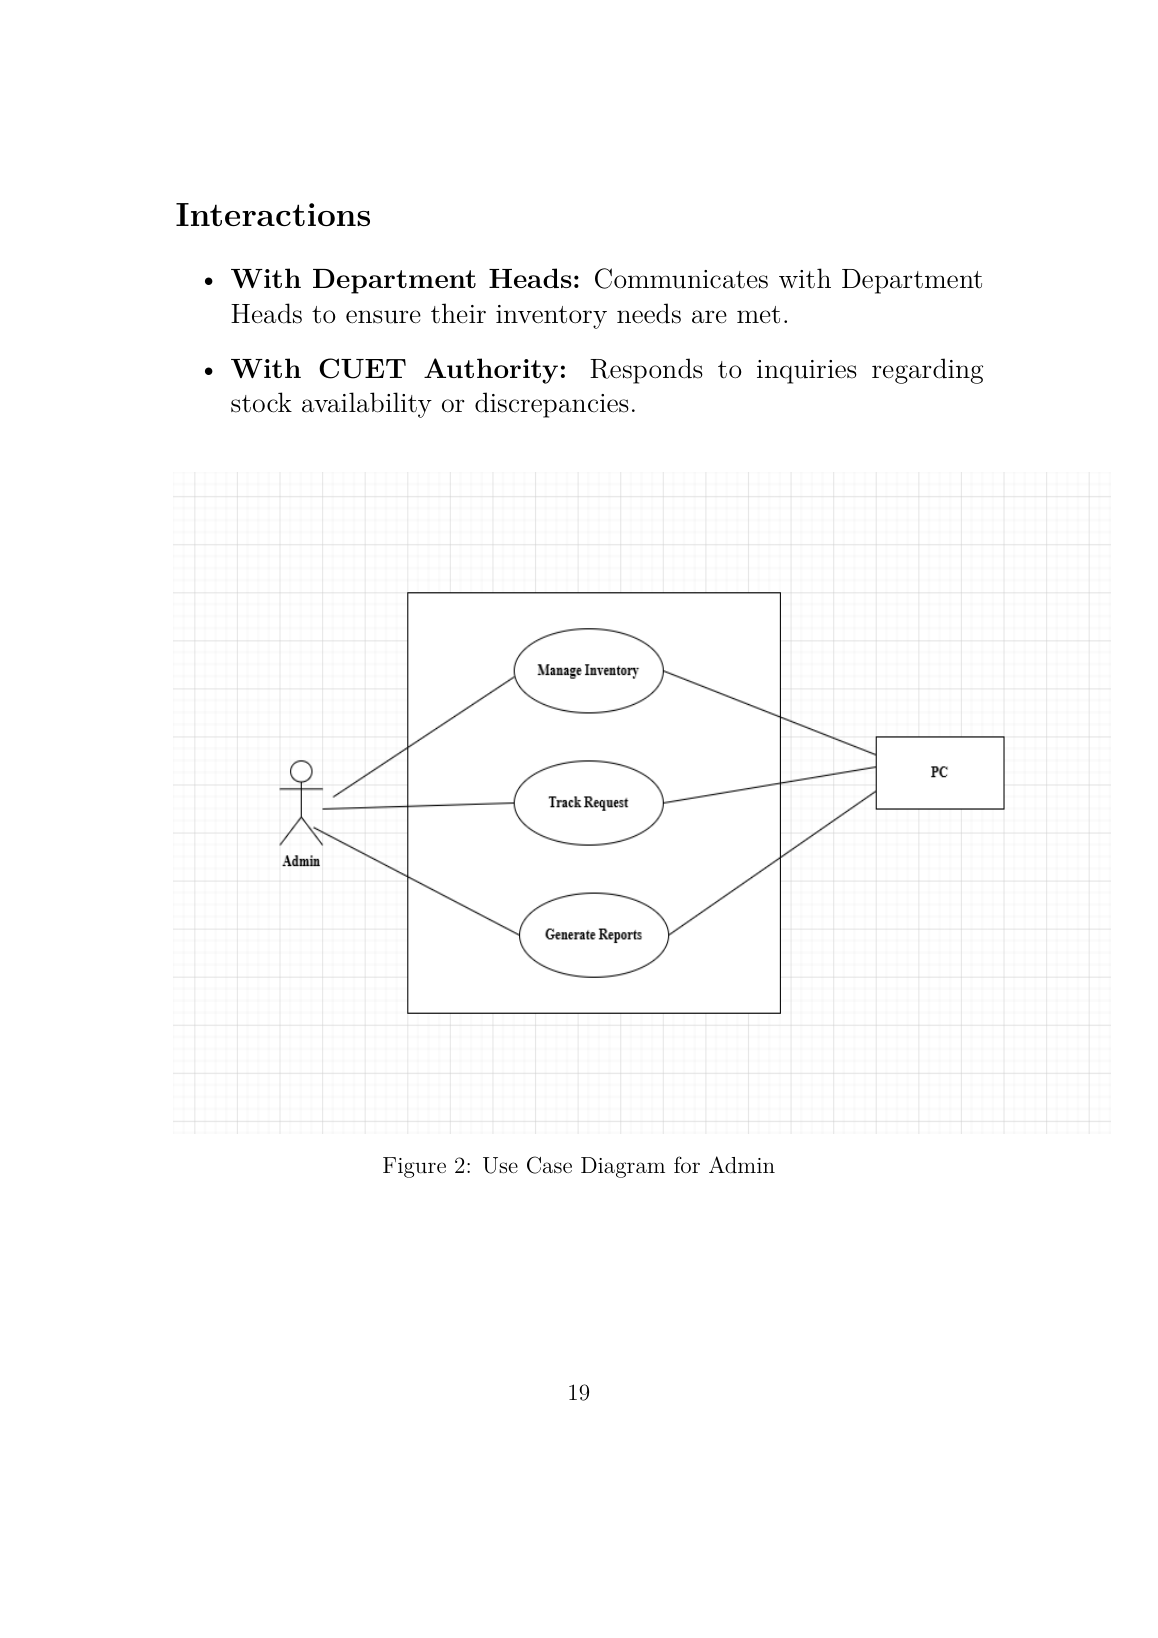 Interactions
• With Department Heads: Communicates with Department
Heads to ensure their inventory needs are met.
• With CUET Authority: Responds to inquiries regarding
stock availability or discrepancies.
Manage Inventory
PC
Track Request
Admin
Generate Reports
Figure 2: Use Case Diagram for Admin
19